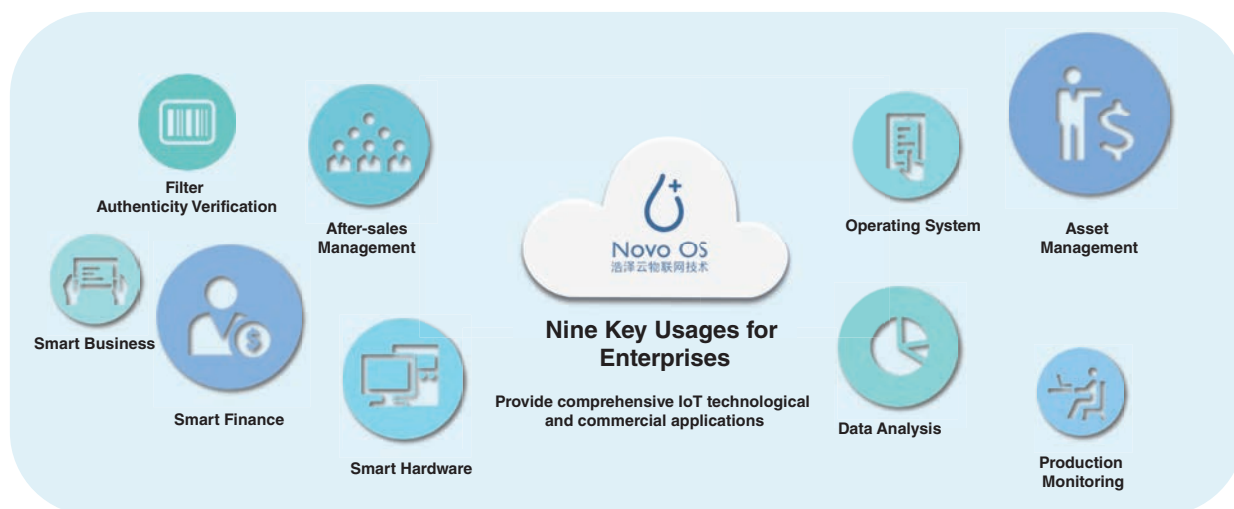 Filter
Authenticity Verification
After-sales
Management
Smart Business
Smart Finance
Smart Hardware
Novo OS
浩泽云物联网技术
Nine Key Usages for
Enterprises
Provide comprehensive IoT technological
and commercial applications
Operating System
Asset
Management
Data Analysis
Production
Monitoring